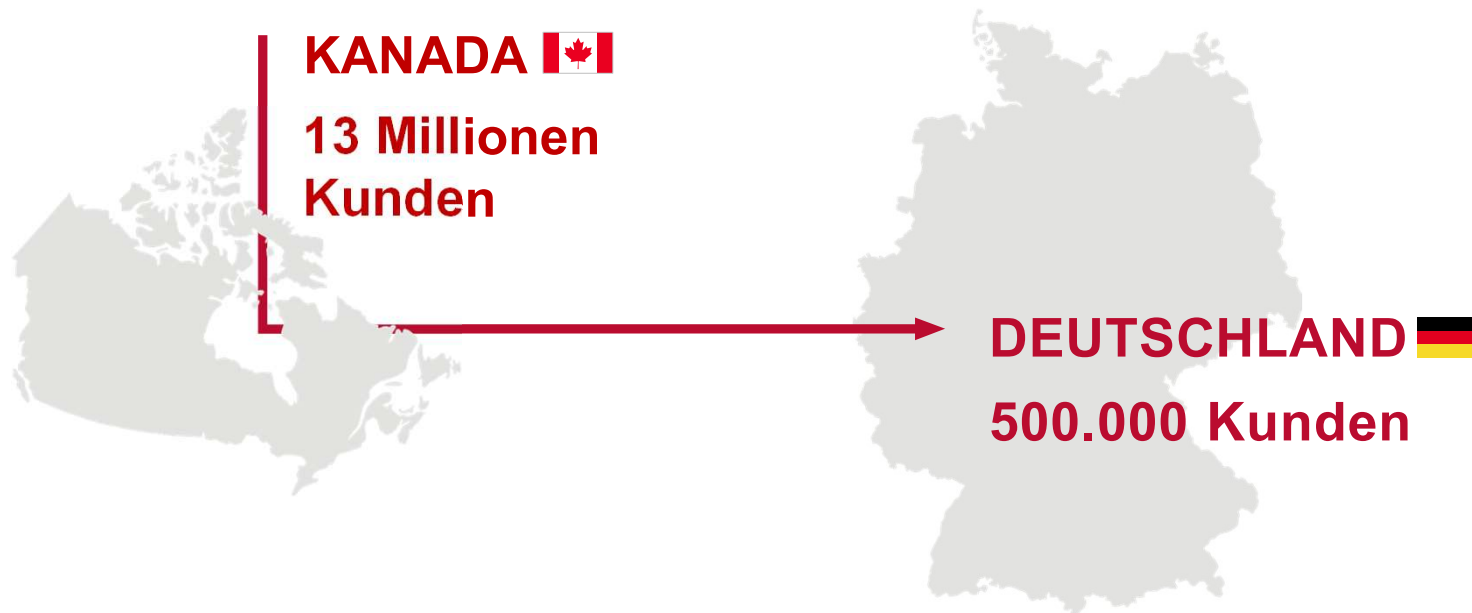 KANADA
13 Millionen
Kunden
DEUTSCHLAND
500.000 Kunden